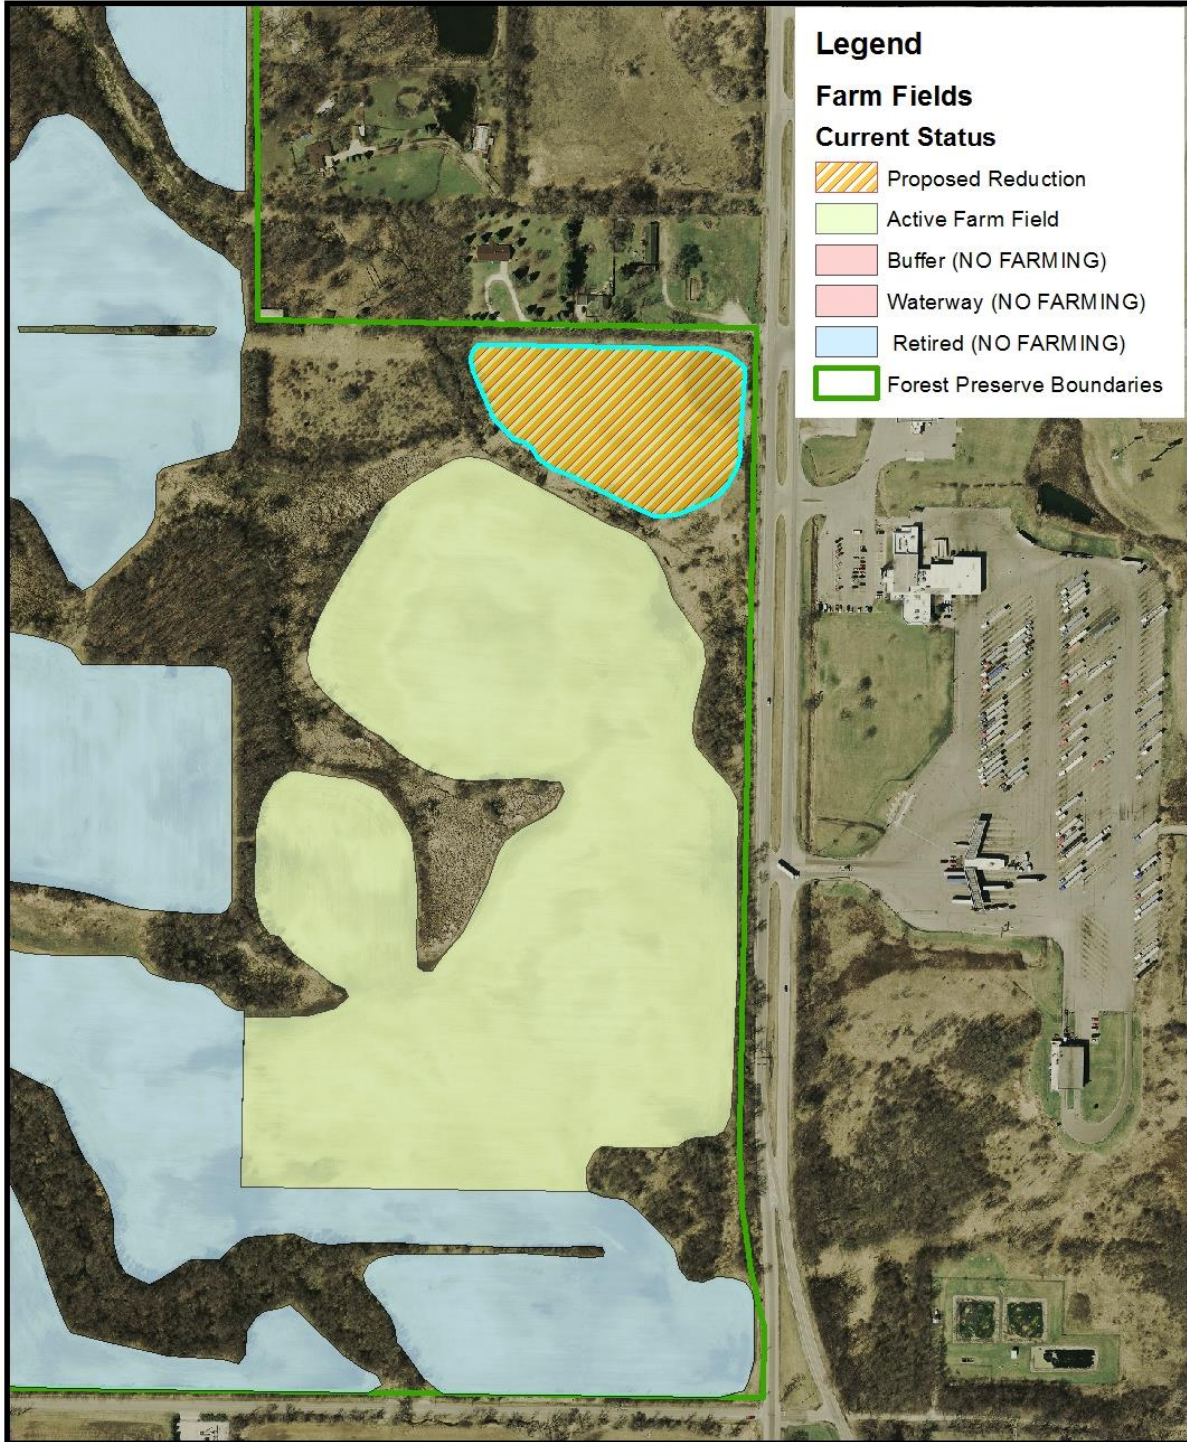 Legend
Farm Fields
Current Status
Proposed Reduction
Active Farm Field
Buffer (NO FARMING)
Waterway (NO FARMING)
Retired (NO FARMING)
Forest Preserve Boundaries